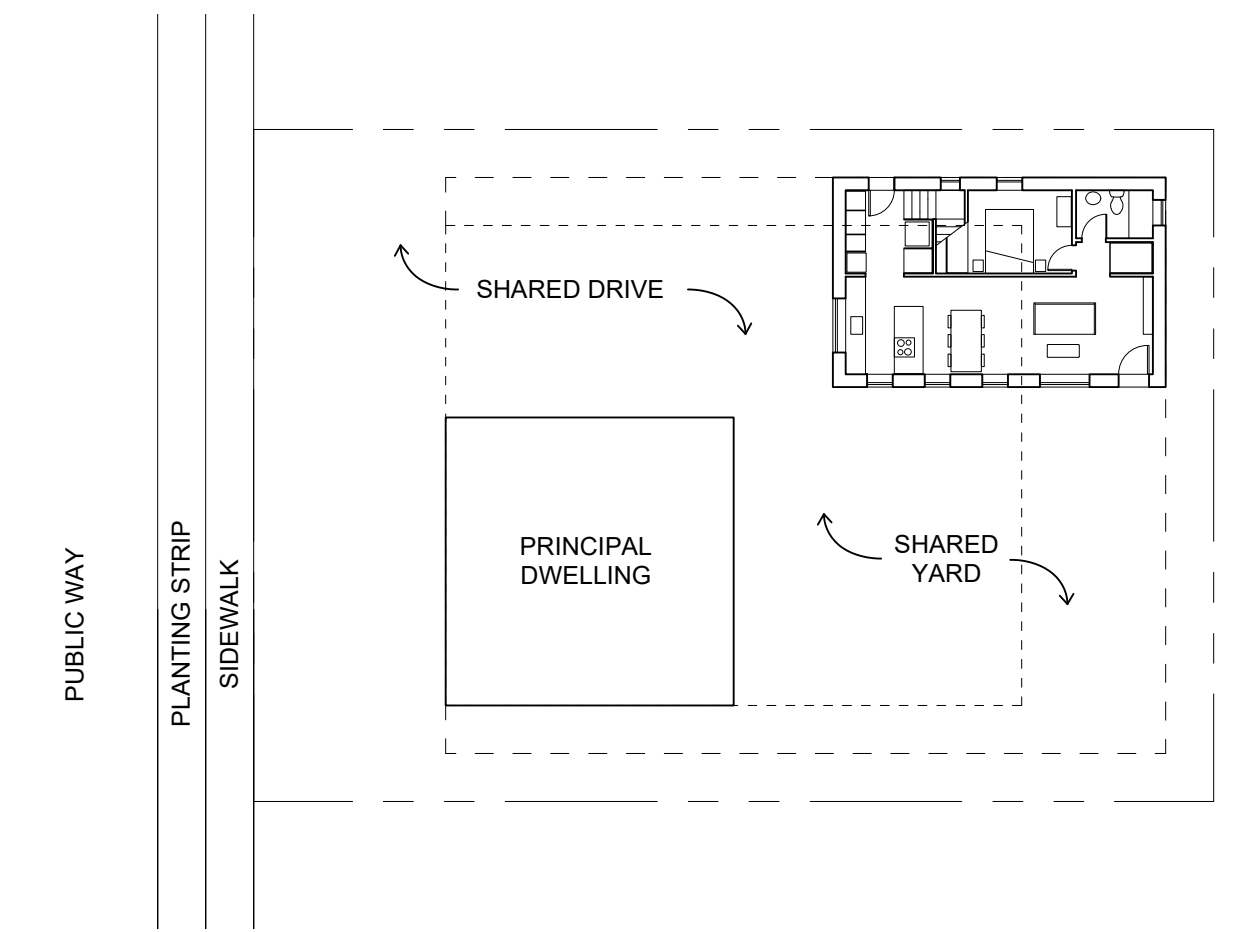 PUBLIC WAY
PLANTING STRIP
SIDEWALK
SHARED DRIVE
PRINCIPAL
DWELLING
SHARED
YARD